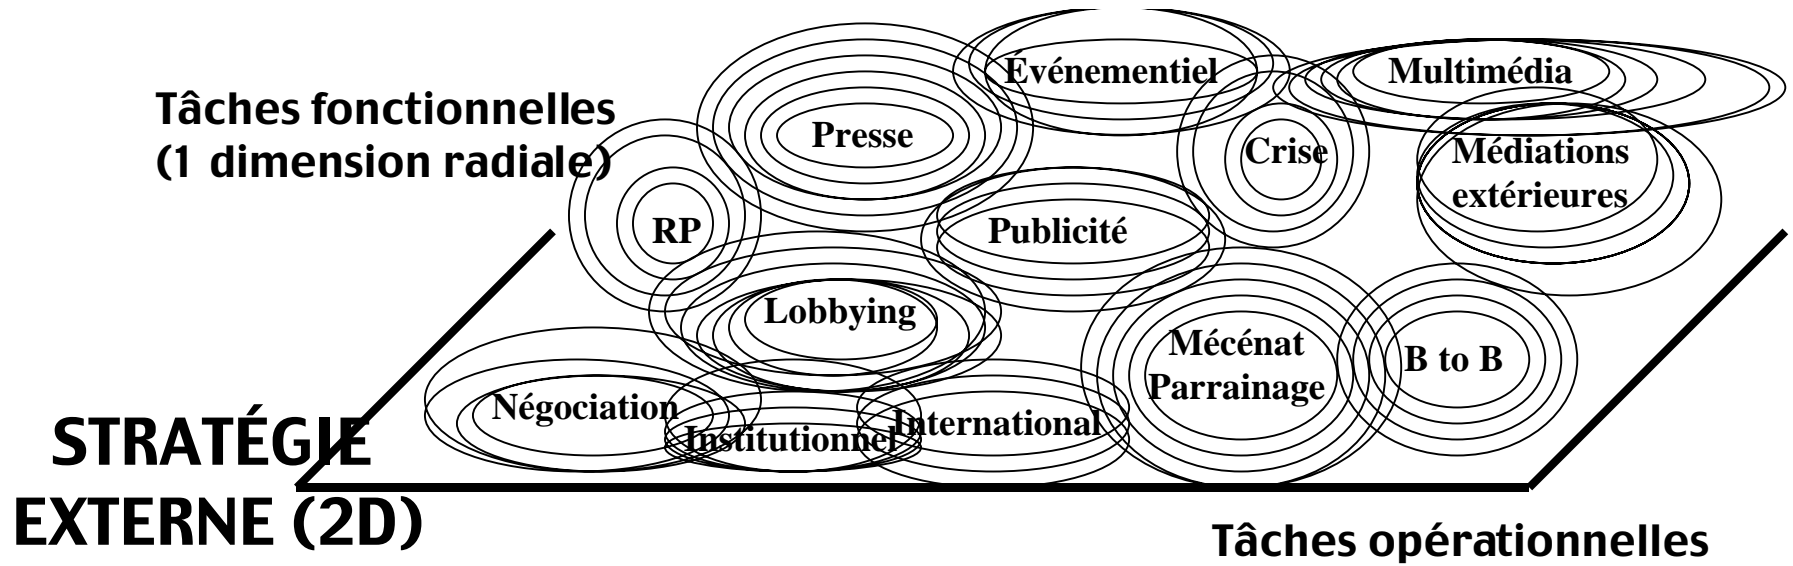 Événementiel
Multimédia
Tâches fonctionnelles
(1 dimension radiale)
Presse
Crise
Médiations
extérieures
RP
Publicité
Lobbying
Mécénat
Parrainage
B to B
Négociation
Institutionnel
International
STRATÉGIE
EXTERNE (2D)
Tâches opérationnelles